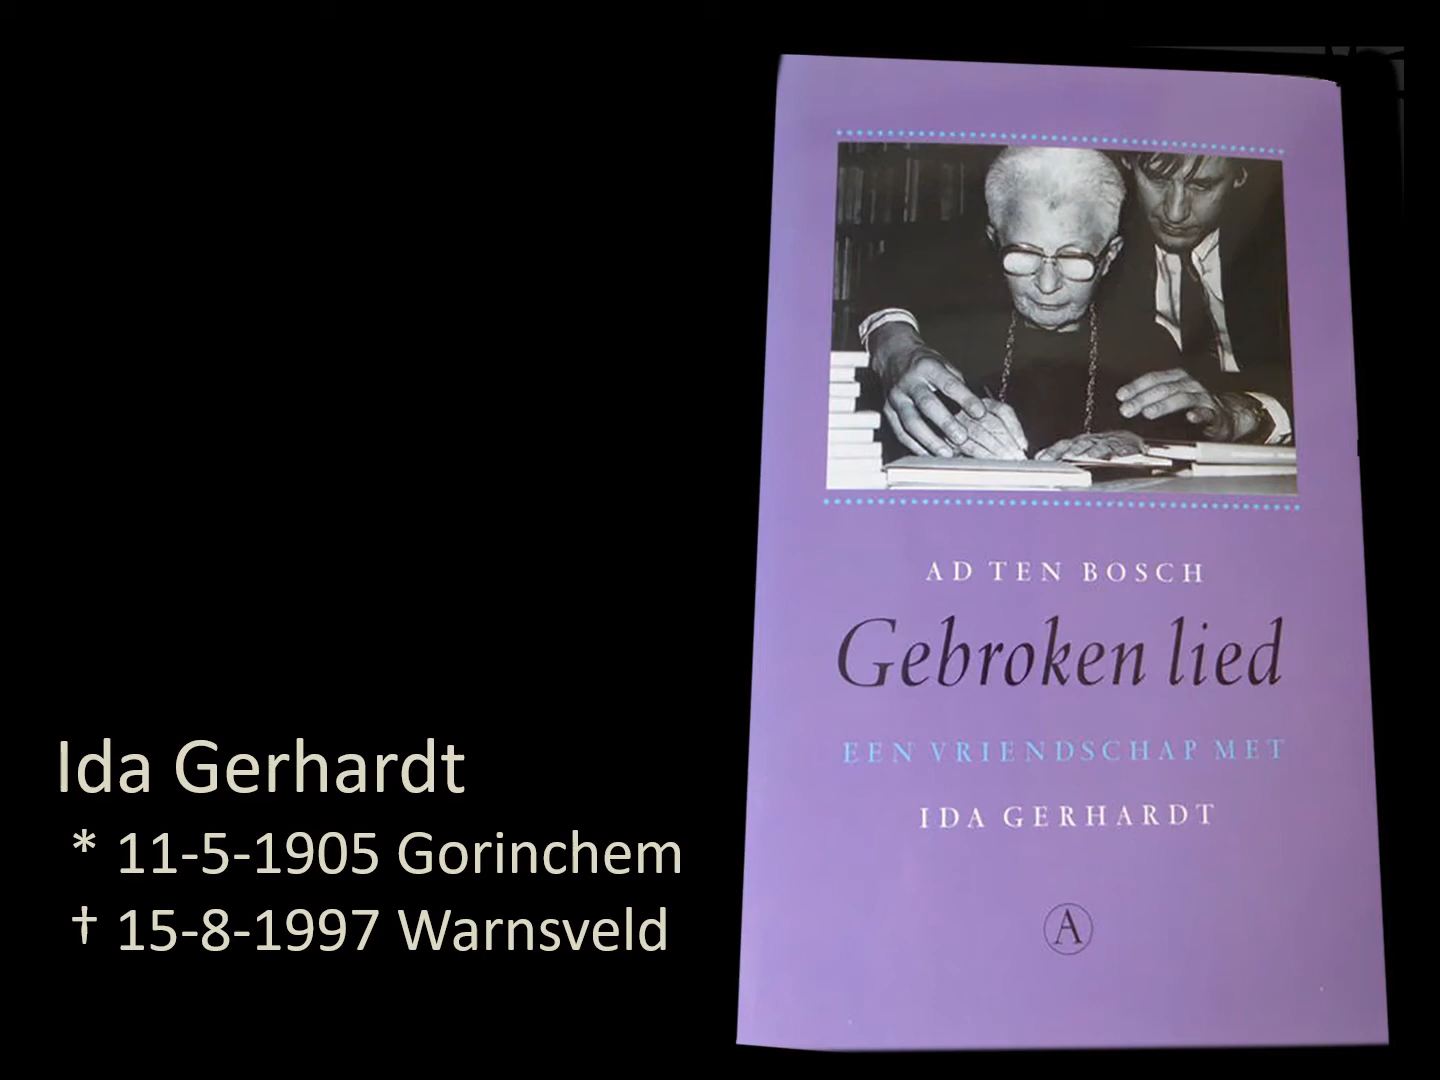 Ida Gerhardt
* 11-5-1905 Gorinchem
† 15-8-1997 Warnsveld
AD TEN BOSCH
Gebroken lied
EEN VRIENDSCHAP MET
IDA GERHARDT
A